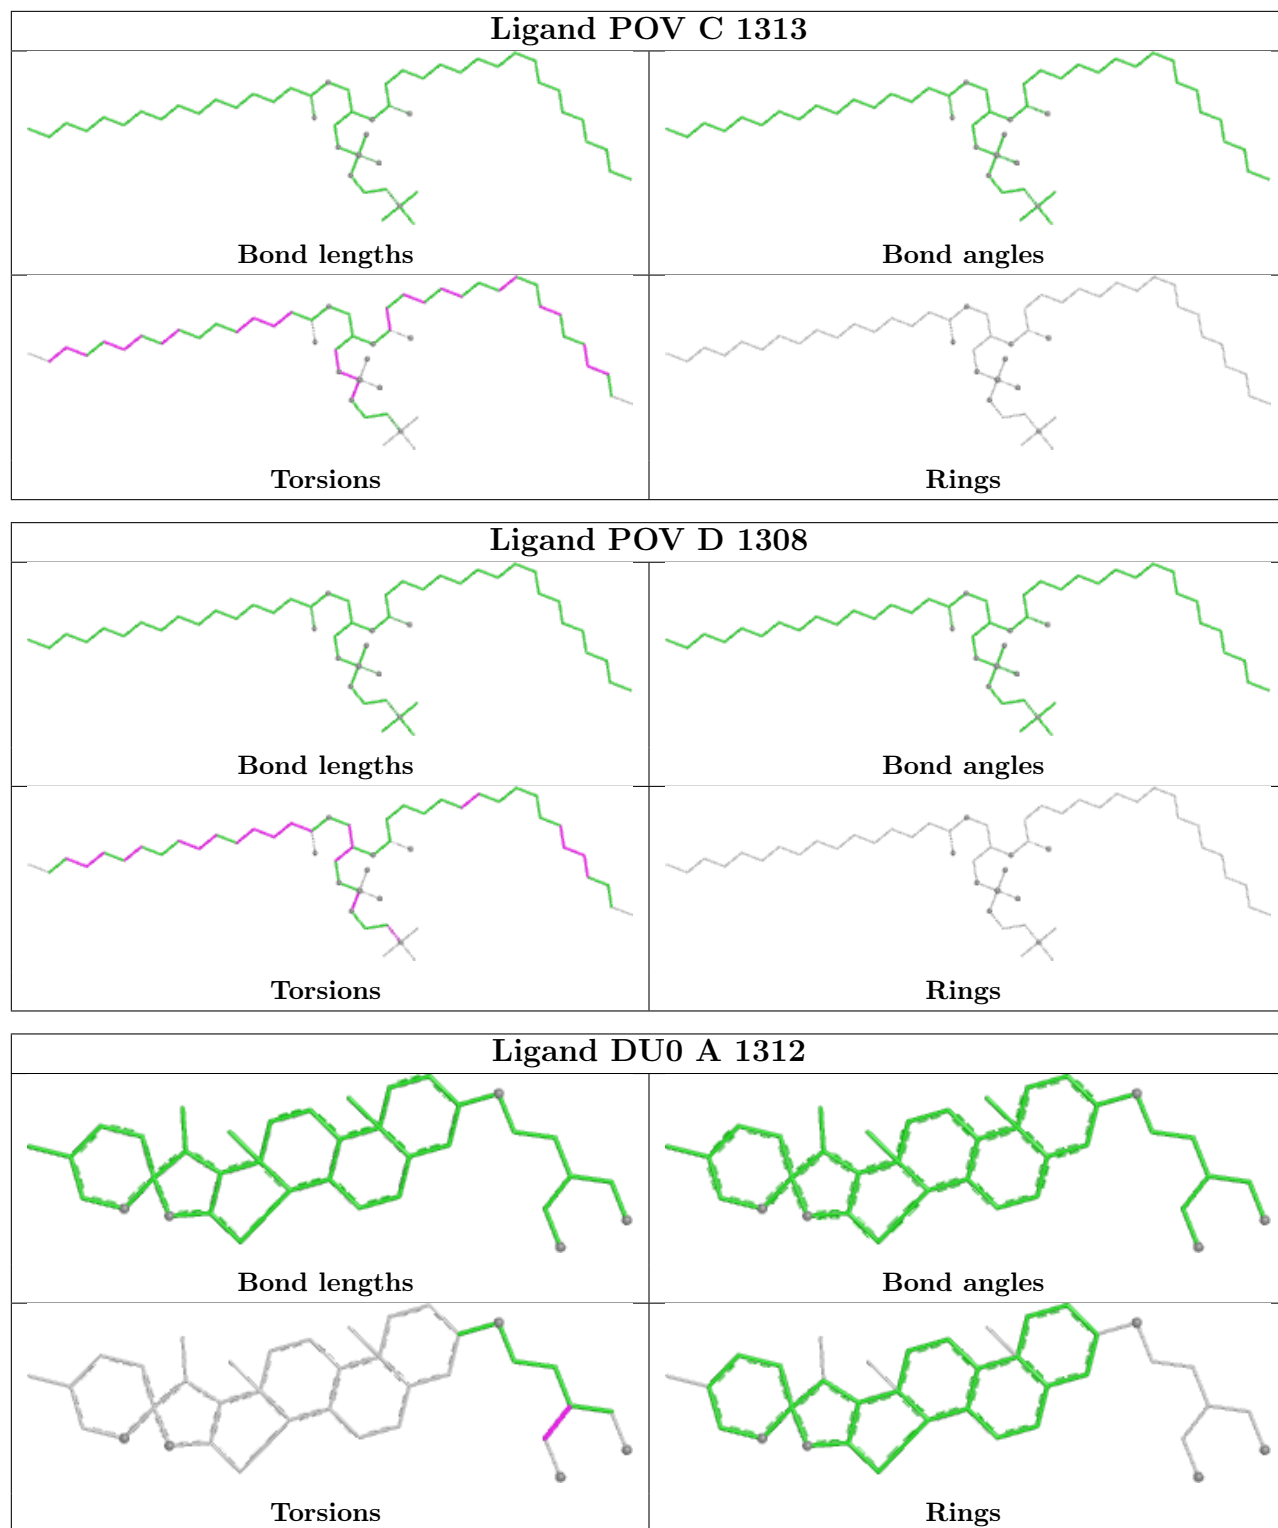 Ligand POV C 1313
Bond lengths
Bond angles
Torsions
Rings
Ligand POV D 1308
Bond lengths
Bond angles
Torsions
Rings
Ligand DU0 A 1312
Bond lengths
Bond angles
Torsions
Rings